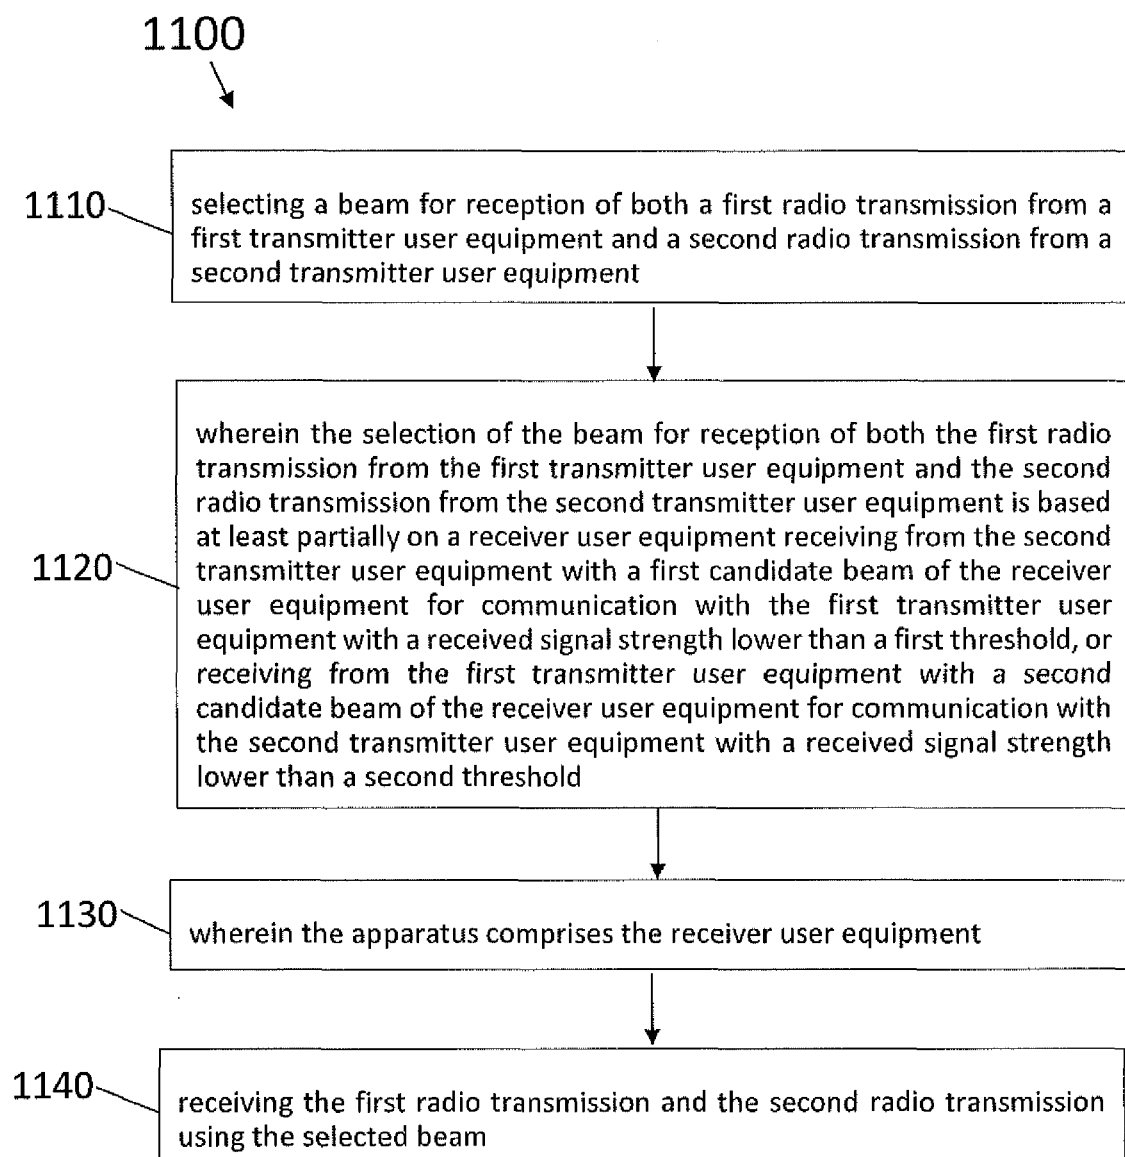 1100
1110
selecting a beam for reception of both a first radio transmission from a
first transmitter user equipment and a second radio transmission from a
second transmitter user equipment
1120
wherein the selection of the beam for reception of both the first radio
transmission from the first transmitter user equipment and the second
radio transmission from the second transmitter user equipment is based
at least partially on a receiver user equipment receiving from the second
transmitter user equipment with a first candidate beam of the receiver
user equipment for communication with the first transmitter user
equipment with a received signal strength lower than a first threshold, or
receiving from the first transmitter user equipment with a second
candidate beam of the receiver user equipment for communication with
the second transmitter user equipment with a received signal strength
lower than a second threshold
1130
wherein the apparatus comprises the receiver user equipment
1140
receiving the first radio transmission and the second radio transmission
using the selected beam